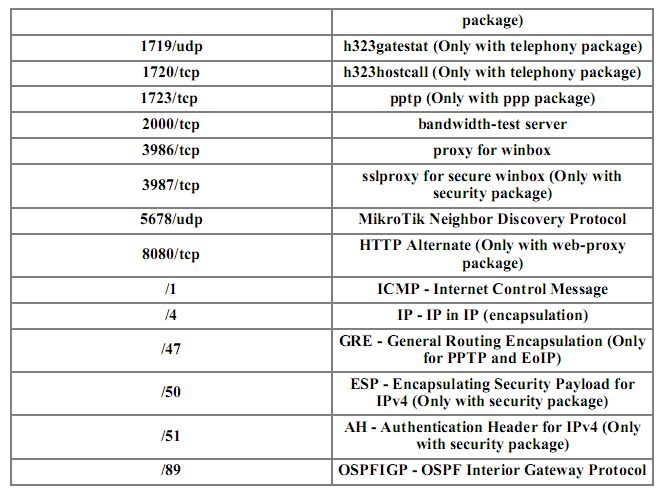 package)
1719/udp
h323gatestat (Only with telephony package)
1720/tcp
h323hostcall (Only with telephony package)
1723/tcp
pptp (Only with ppp package)
2000/tcp
bandwidth-test server
3986/tcp
proxy for winbox
3987/tcp
sslproxy for secure winbox (Only with
security package)
5678/udp
MikroTik Neighbor Discovery Protocol
8080/tcp
HTTP Alternate (Only with web-proxy
package)
/1
ICMP - Internet Control Message
/4
IP - IP in IP (encapsulation)
/47
GRE - General Routing Encapsulation (Only
for PPTP and EoIP)
/50
ESP - Encapsulating Security Payload for
IPv4 (Only with security package)
/51
AH - Authentication Header for IPv4 (Only
with security package)
/89
OSPFIGP - OSPF Interior Gateway Protocol